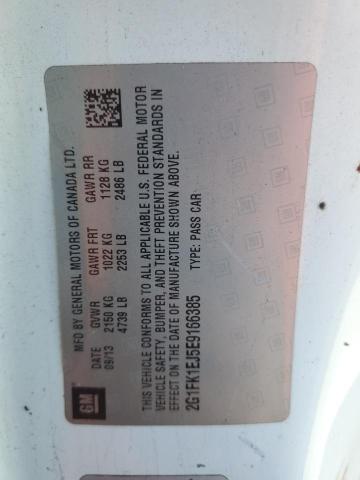 GM
MFD BY GENERAL MOTORS OF CANADA LTD.
DATE GVWR GAWR FRT GAWR RR
09/13 2150 KG 1022 KG 1128 KG
4739 LB 2253 LB 2486 LB
THIS VEHICLE CONFORMS TO ALL APPLICABLE U.S. FEDERAL MOTOR
VEHICLE SAFETY, BUMPER, AND THEFT PREVENTION STANDARDS IN
EFFECT ON THE DATE OF MANUFACTURE SHOWN ABOVE.
2G1FK1EJ5E9166385 TYPE: PASS CAR